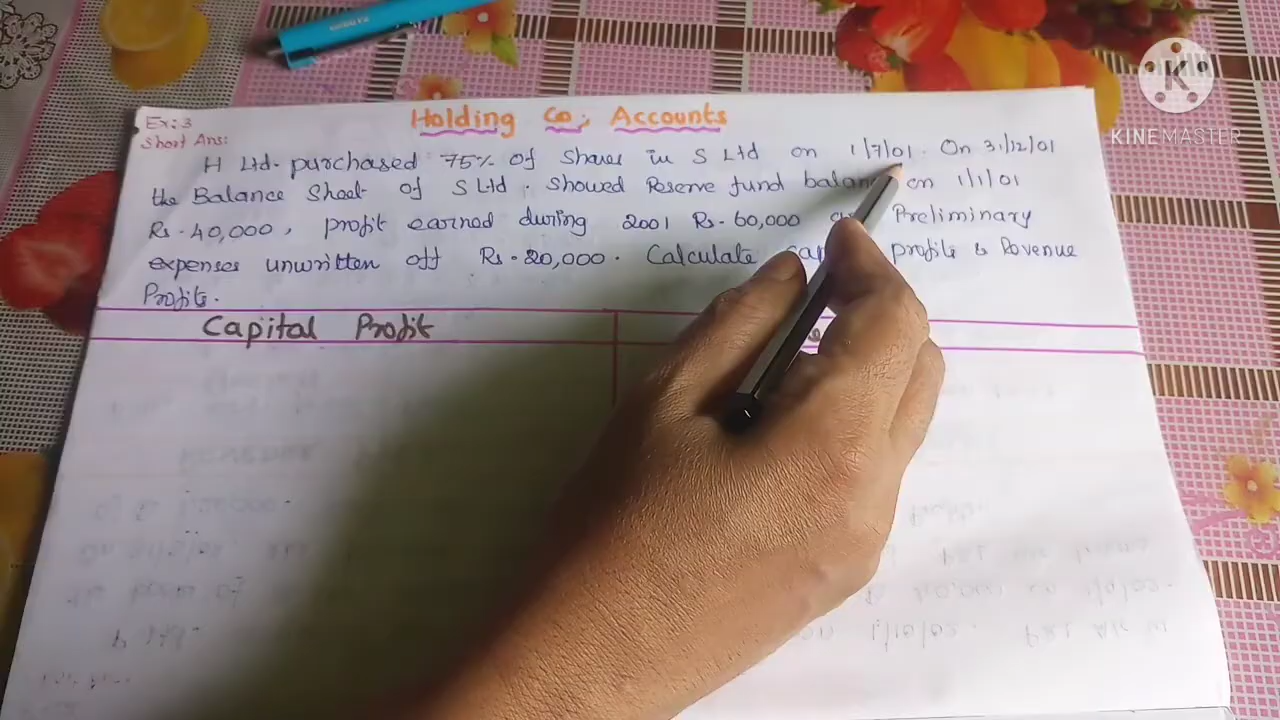 Holding Co; Accounts
Ex:3
Short Ans:
H Ltd. purchased 75% of shares in S Ltd on 1/7/01. On 31/12/01
the Balance Sheet of S Ltd. showed Reserve fund on 1/1/01
Rs. 40,000, profit earned during 2001 Rs. 60,000 Preliminary
expenses unwritten off Rs. 20,000. Calculate profit & Revenue
Profit.
Capital Profit
K
KINEMASTER